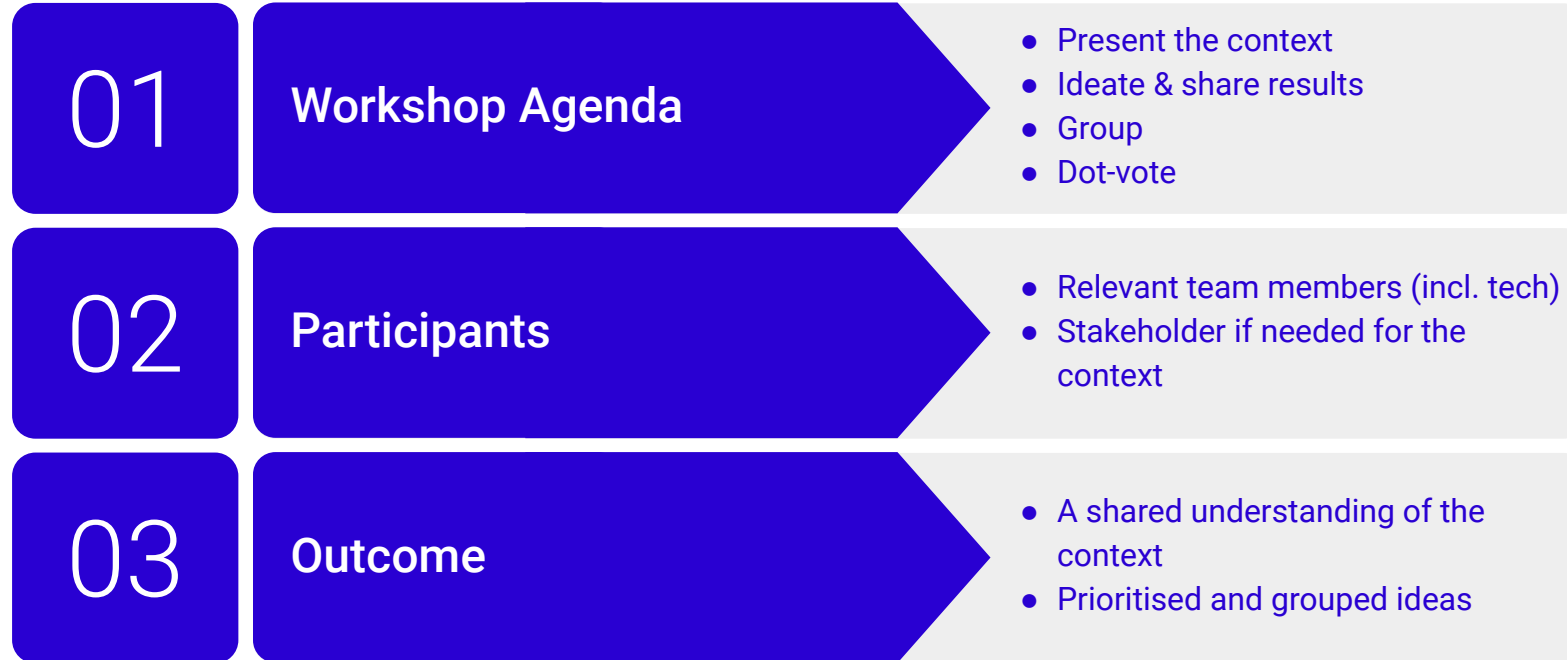 01
Workshop Agenda
● Present the context
● Ideate & share results
● Group
● Dot-vote
02
Participants
● Relevant team members (incl. tech)
● Stakeholder if needed for the
context
03
Outcome
● A shared understanding of the
context
● Prioritised and grouped ideas